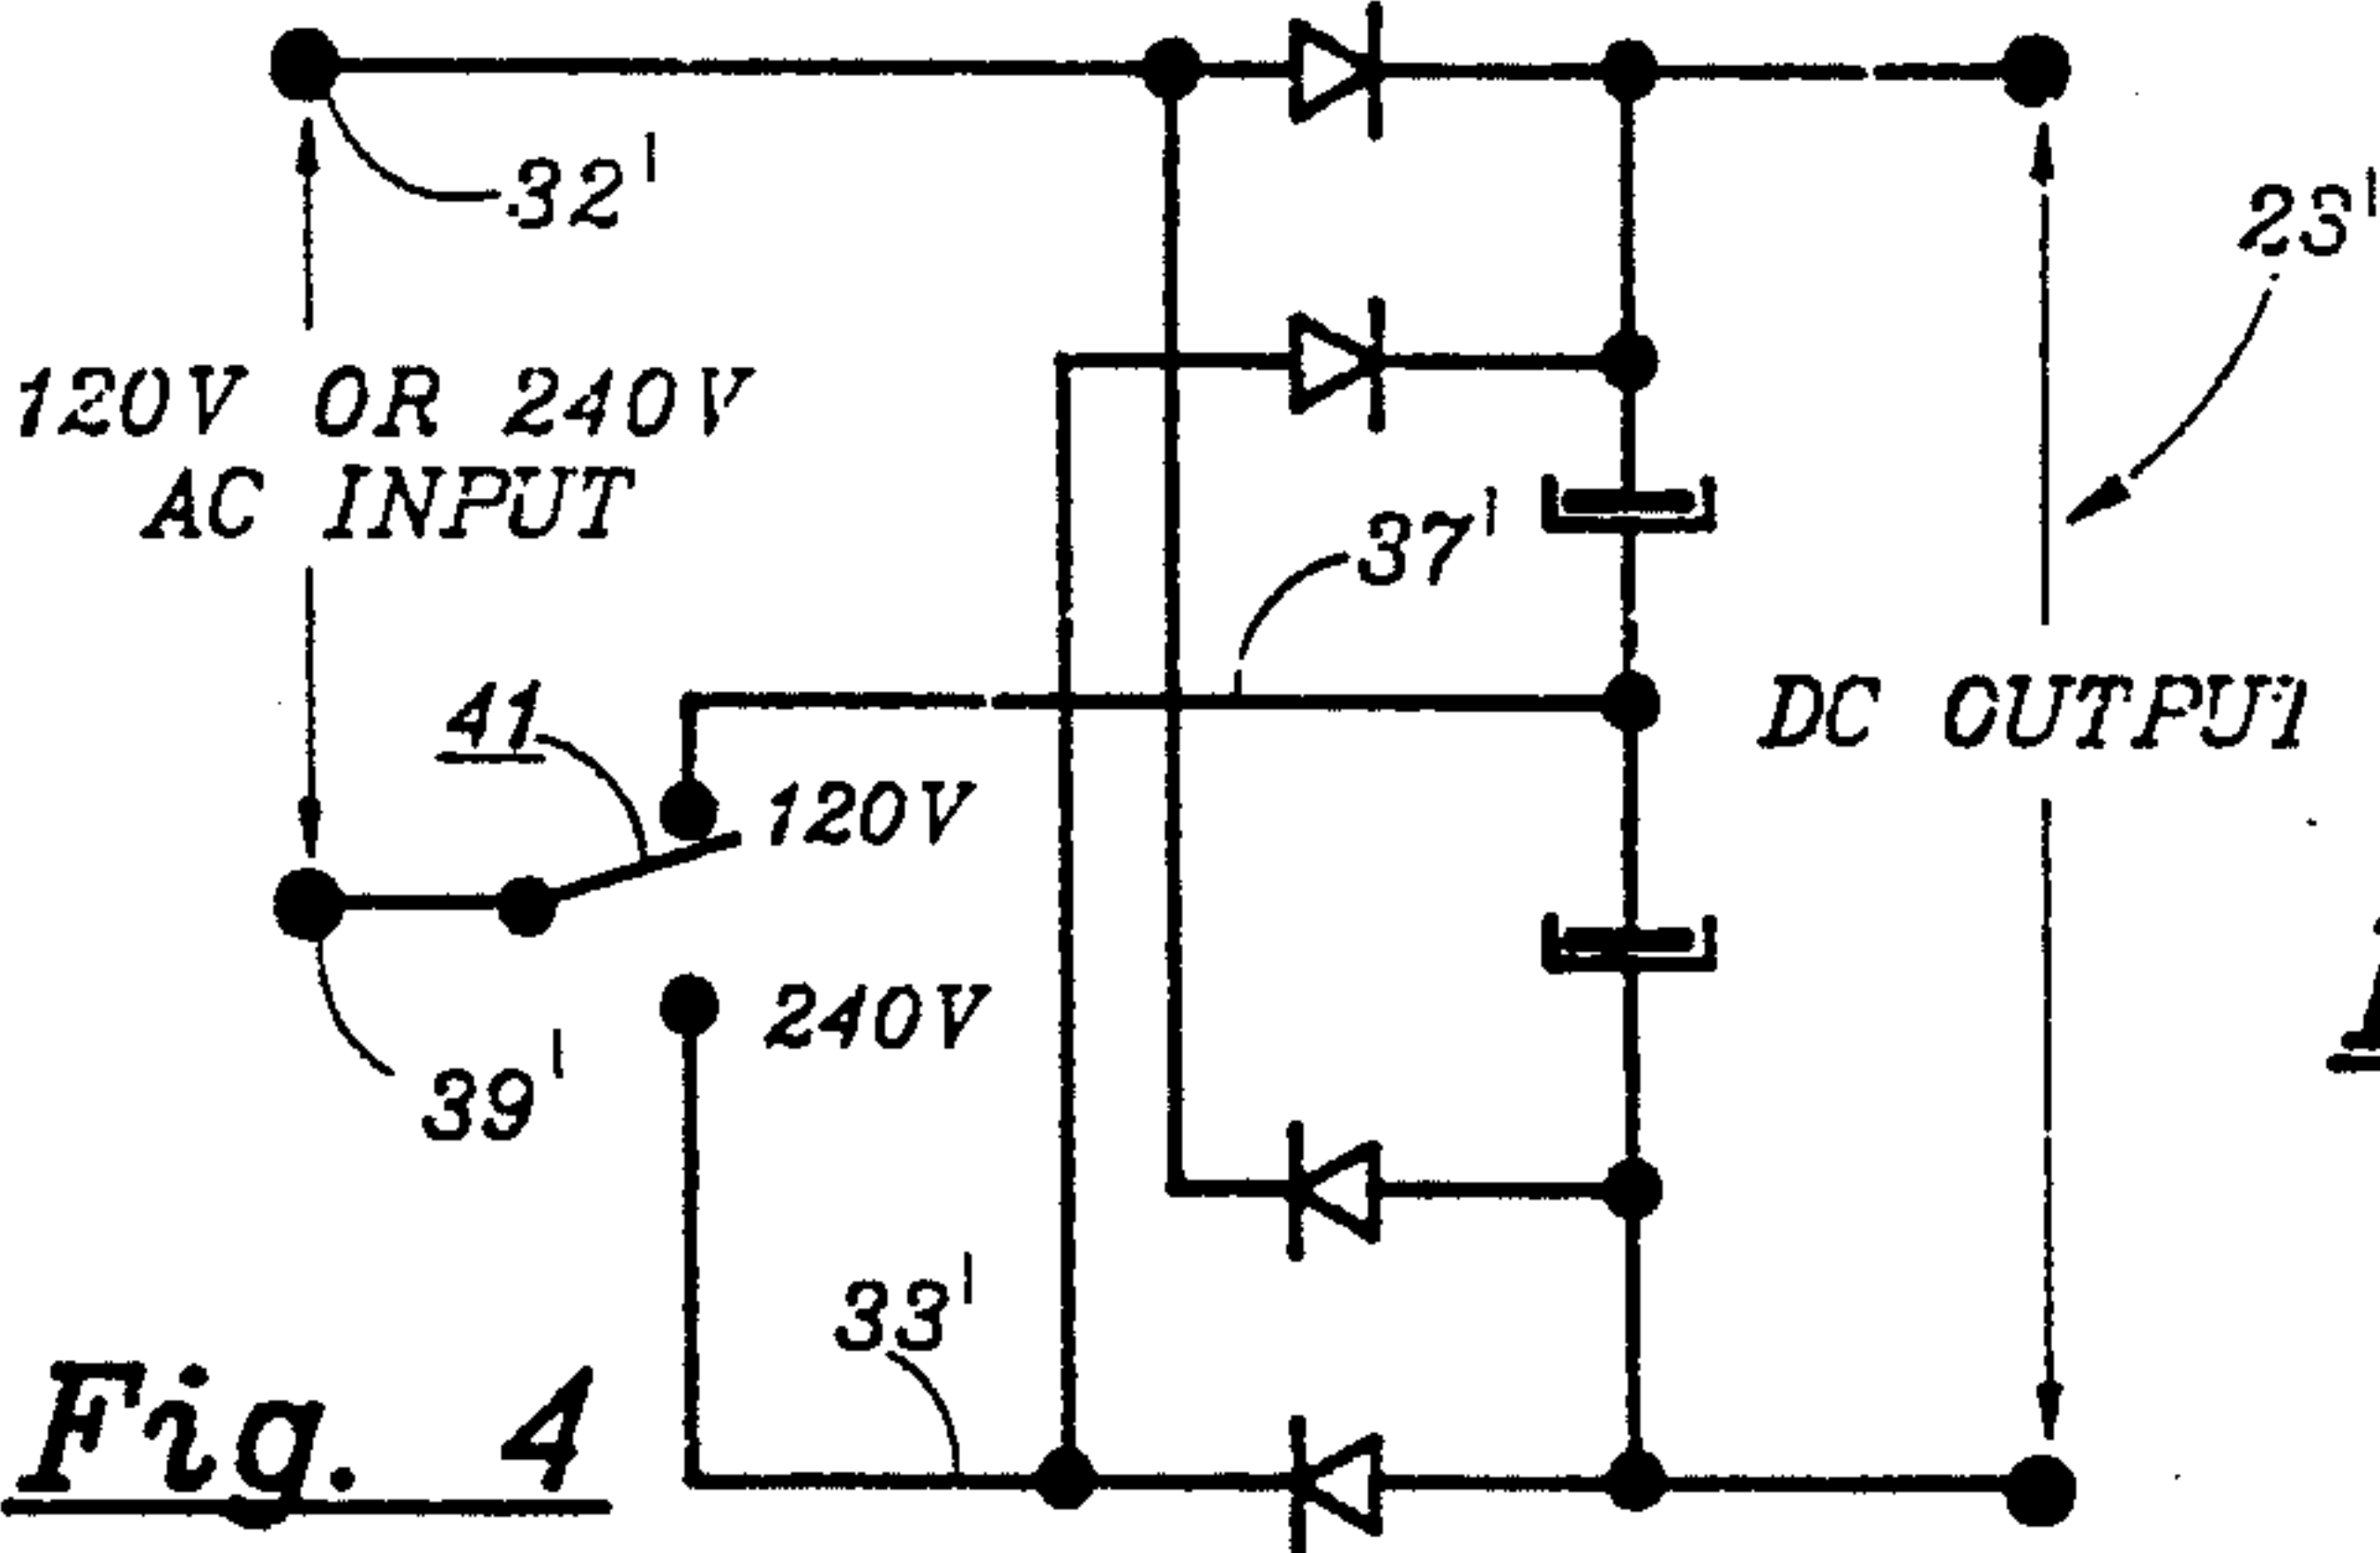 32'
23'
120V OR 240V
AC INPUT
37'
41
DC OUTPUT
120V
240V
39'
33'
Fig. 4